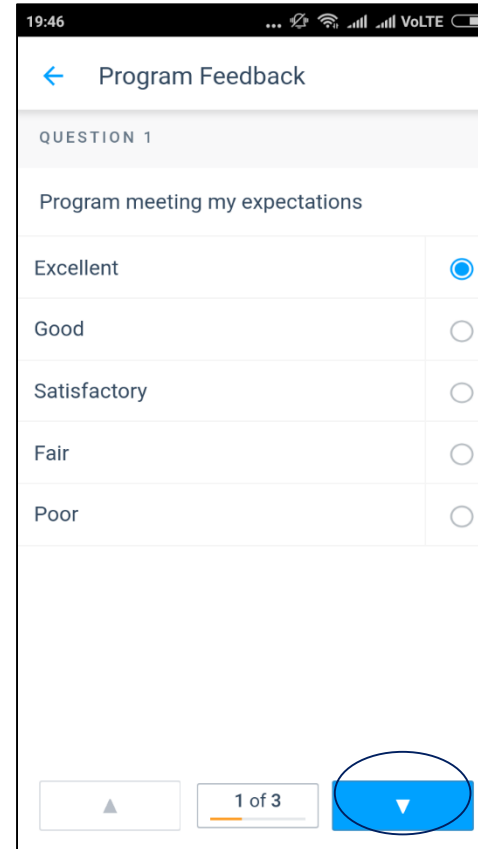 19:46 ... VoLTE
Program Feedback
QUESTION 1
Program meeting my expectations
Excellent
Good
Satisfactory
Fair
Poor
1 of 3